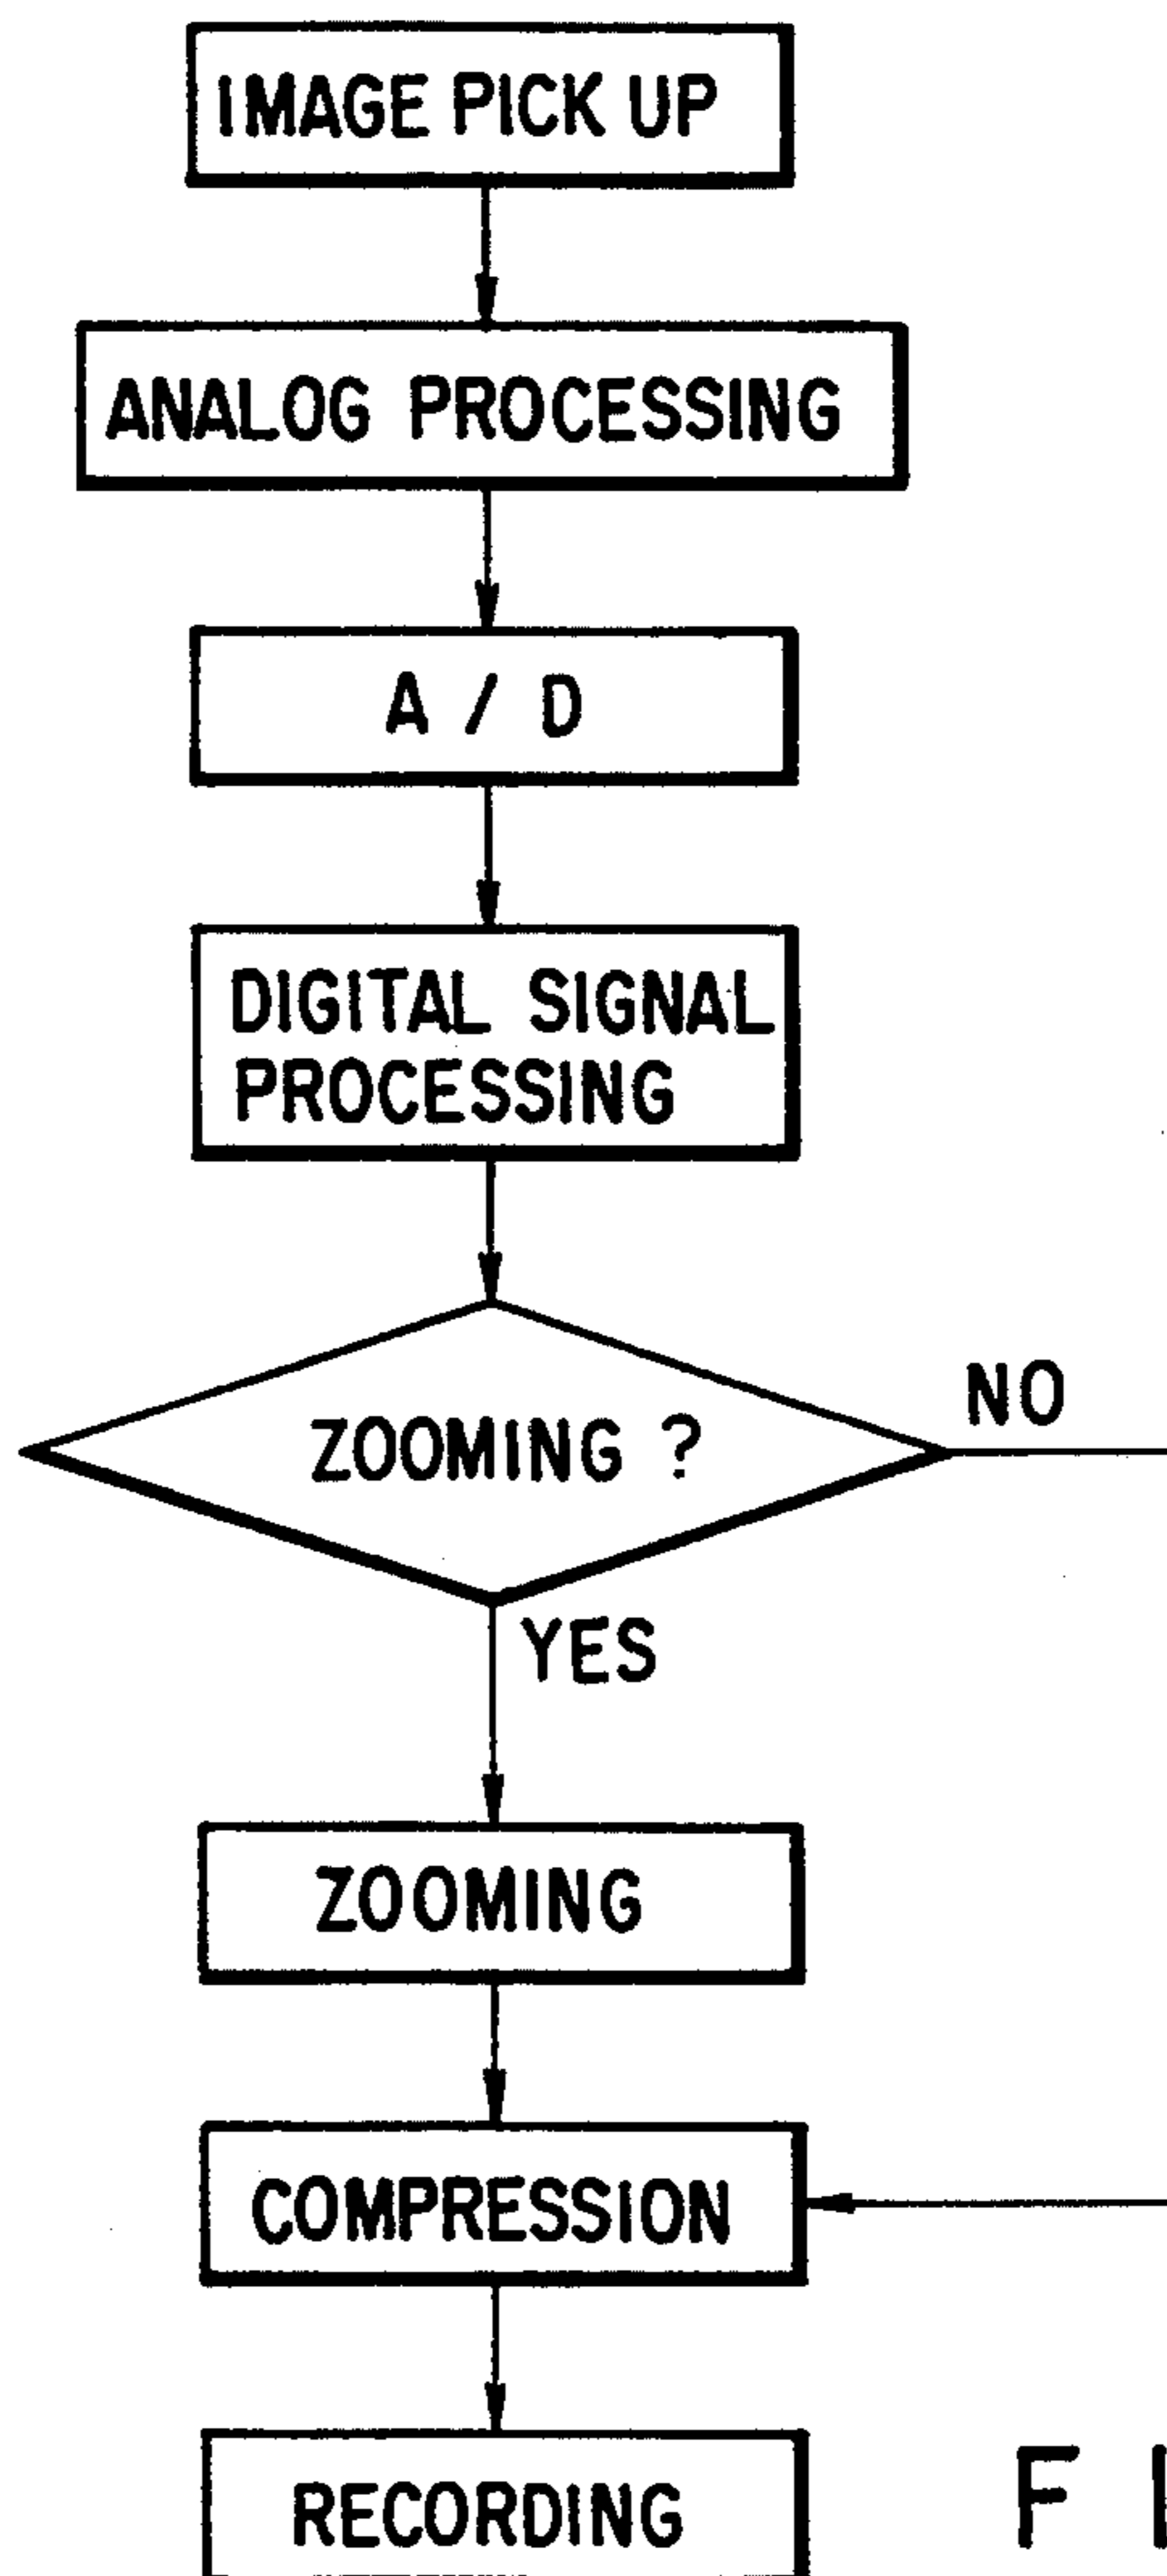 IMAGE PICK UP
ANALOG PROCESSING
A / D
DIGITAL SIGNAL
PROCESSING
ZOOMING ?
NO
YES
ZOOMING
COMPRESSION
RECORDING